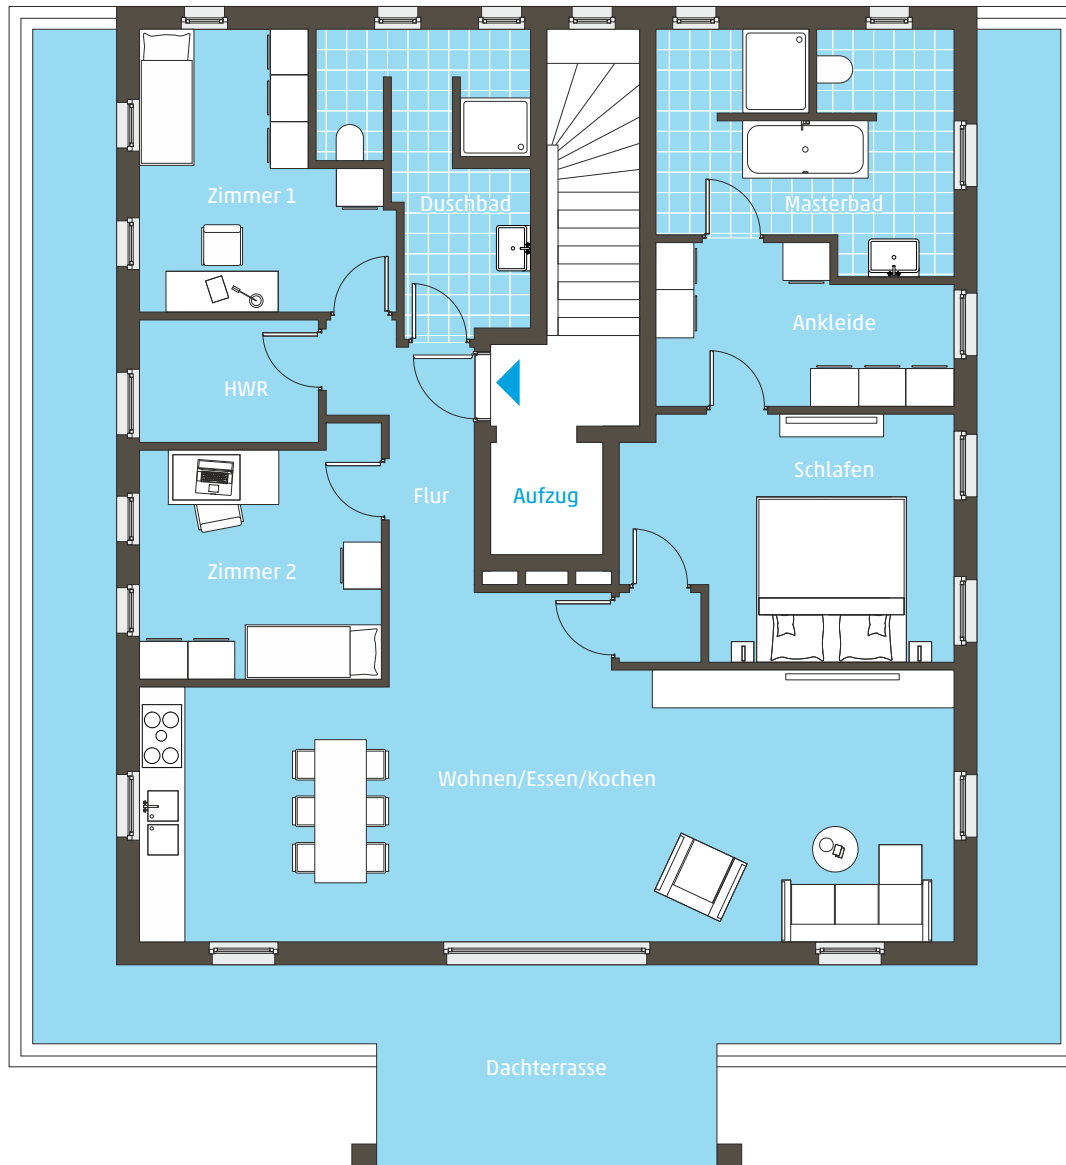 Zimmer 1
Duschbad
Masterbad
Ankleide
HWR
Schlafen
Flur
Aufzug
Zimmer 2
Wohnen/Essen/Kochen
Dachterrasse